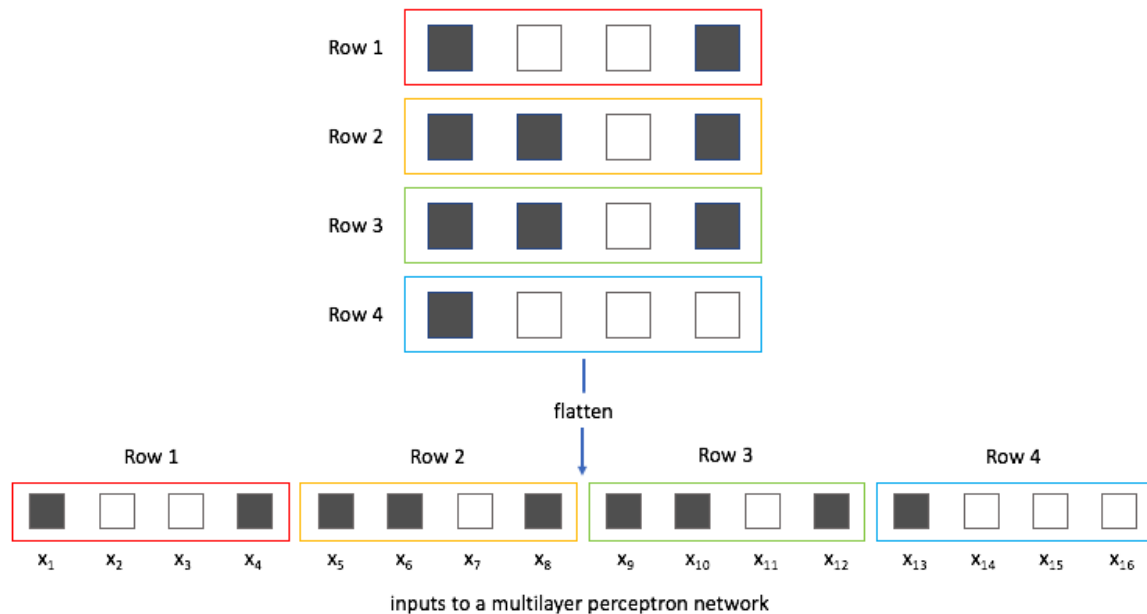 Row 1
Row 2
Row 3
Row 4
flatten
Row 1 Row 2 Row 3 Row 4
x₁ x₂ x₃ x₄ x₅ x₆ x₇ x₈ x₉ x₁₀ x₁₁ x₁₂ x₁₃ x₁₄ x₁₅ x₁₆
inputs to a multilayer perceptron network